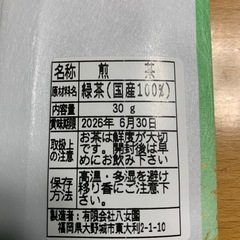 名称 煎茶
原材料名 緑茶(国産100%)
内容量 30g
賞味期限 2026年6月30日
取扱上の注意 お茶は鮮度が大切です。開封後は早めにお飲み下さい
保存方法 高温・多湿を避け移り香にご注意下さい。
製造者：有限会社八女園
福岡県大野城市東大利2-1-10